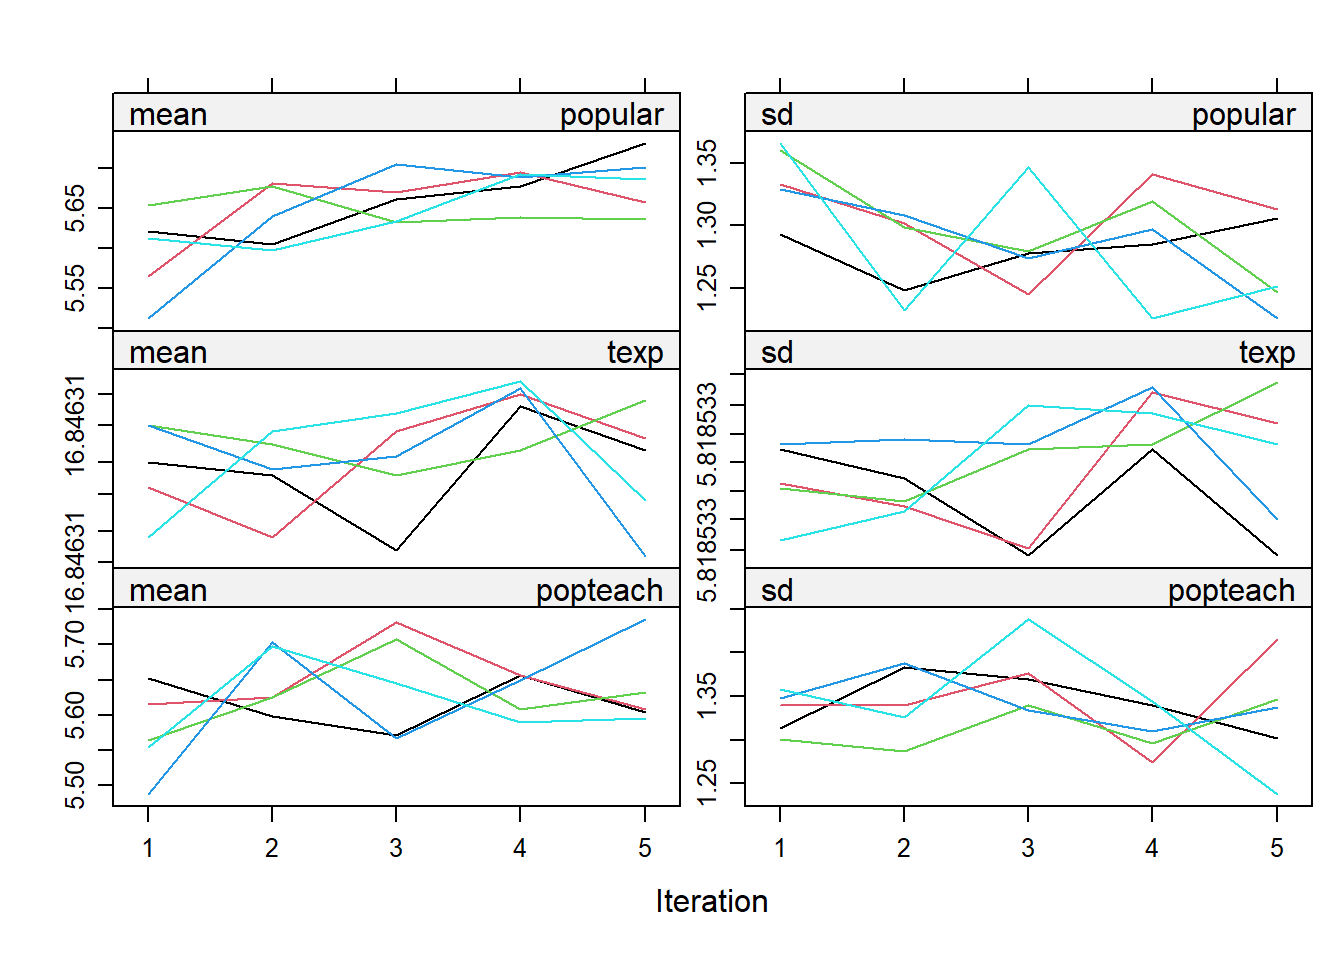 mean popular
5.65
5.55
sd popular
1.35
1.30
1.25
mean texp
16.84631
16.84631
sd texp
5.818533
5.818533
mean popteach
5.70
5.60
5.50
sd popteach
1.35
1.25
1 2 3 4 5
1 2 3 4 5
Iteration